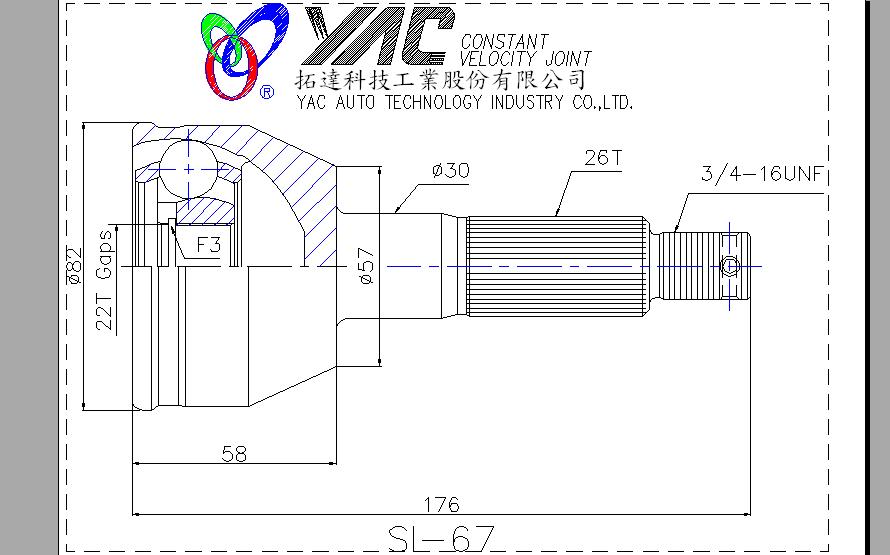 YAC
CONSTANT
VELOCITY JOINT
拓達科技工業股份有限公司
®
YAC AUTO TECHNOLOGY INDUSTRY CO.,LTD.
ø30
26T
3/4-16UNF
F3
ø82
22T Gaps
ø57
58
176
SL-67